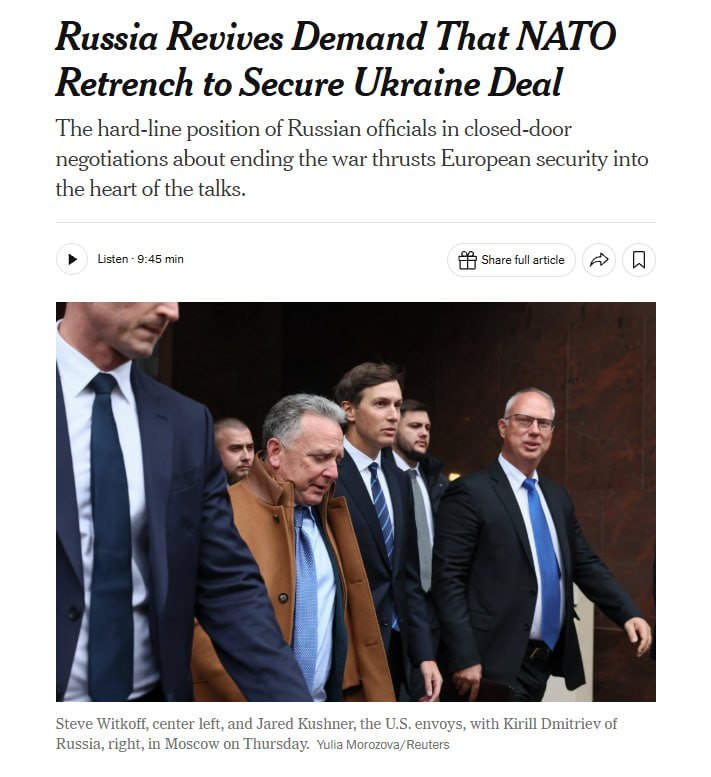 Russia Revives Demand That NATO
Retrench to Secure Ukraine Deal
The hard-line position of Russian officials in closed-door
negotiations about ending the war thrusts European security into
the heart of the talks.
Listen · 9:45 min
Share full article
Steve Witkoff, center left, and Jared Kushner, the U.S. envoys, with Kirill Dmitriev of
Russia, right, in Moscow on Thursday. Yulia Morozova/Reuters